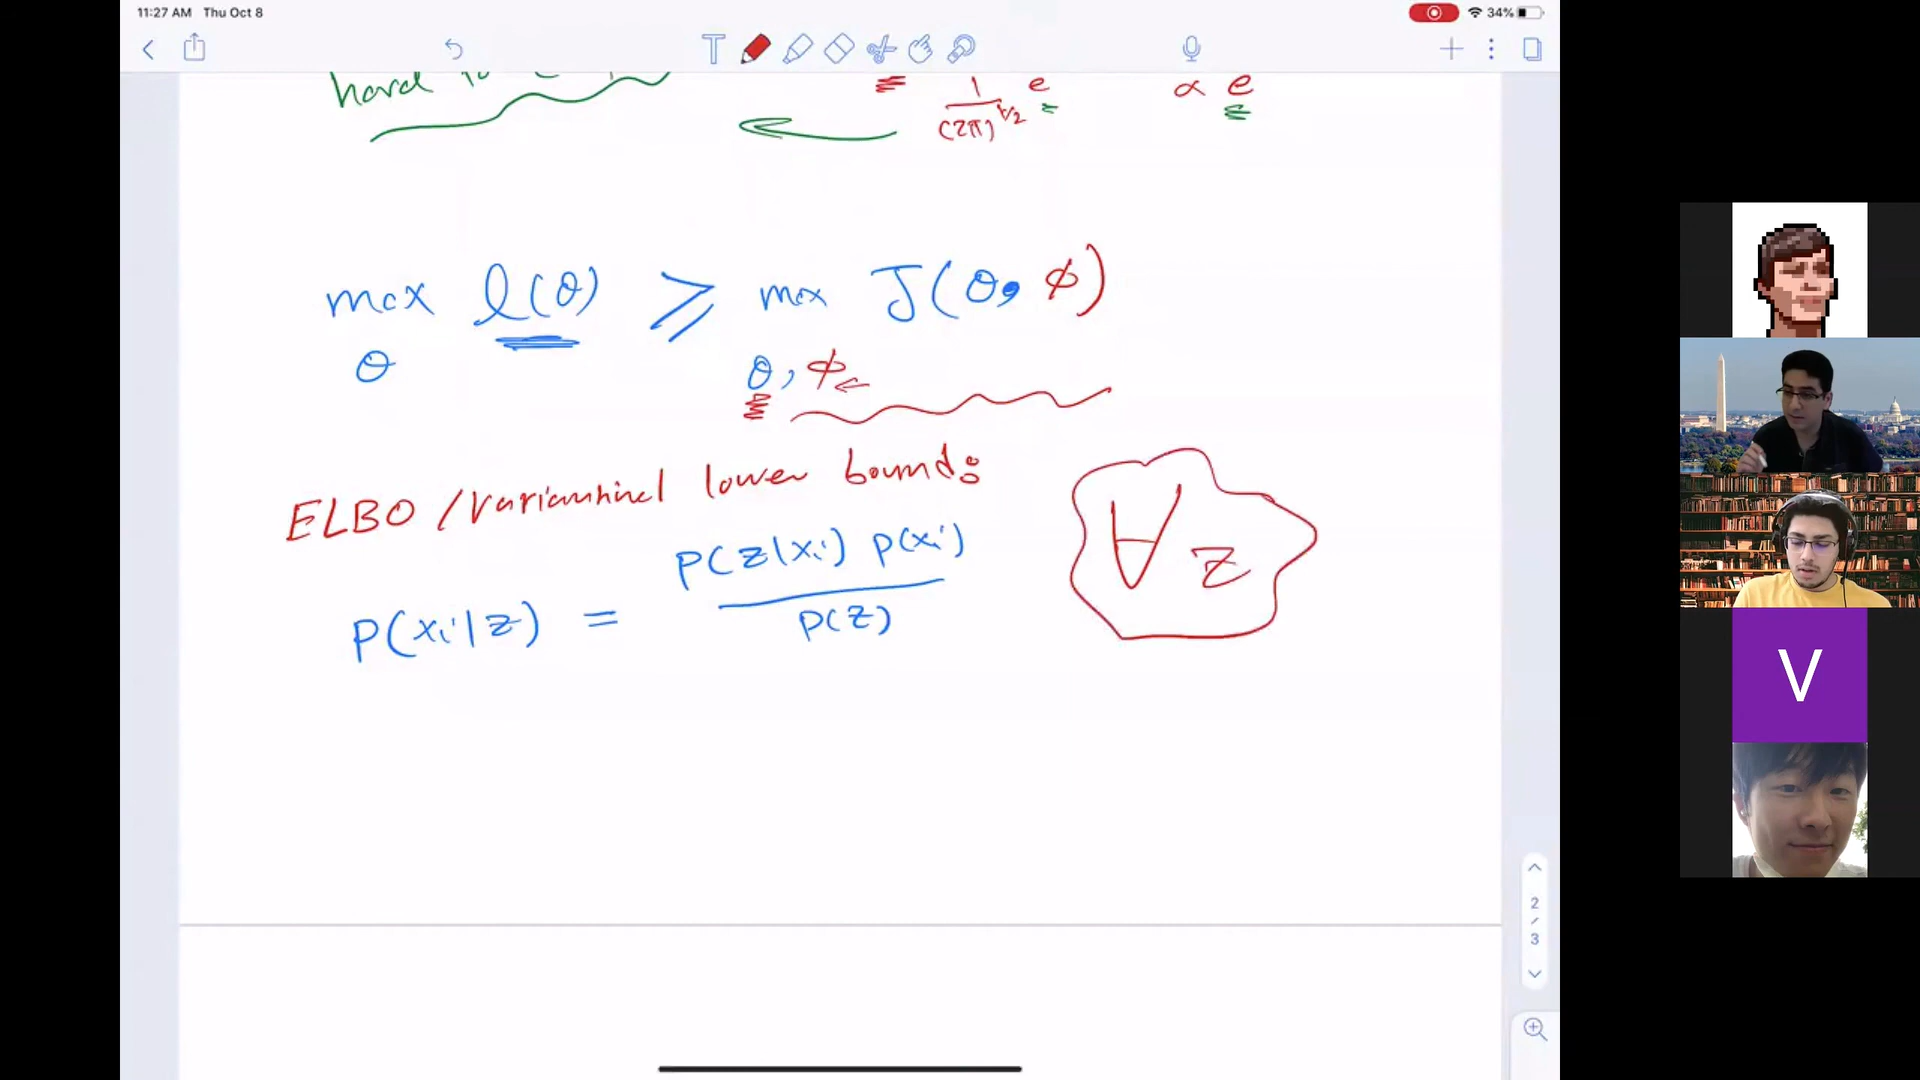 11:27 AM Thu Oct 8
34%
hard to
= 1/(2π)^{k/2} e
∝ e
max l(θ) ⩾ max J(θ, φ)
θ
θ, φ
ELBO / variational lower bound:
p(xi|z) = p(z|xi) p(xi) / p(z)
∀ z
V
2
/
3